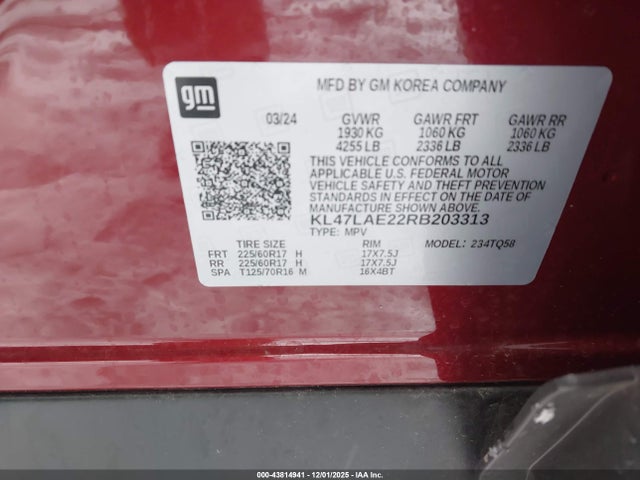 gm
MFD BY GM KOREA COMPANY
03/24 GVWR GAWR FRT GAWR RR
1930 KG 1060 KG 1060 KG
4255 LB 2336 LB 2336 LB
THIS VEHICLE CONFORMS TO ALL
APPLICABLE U.S. FEDERAL MOTOR
VEHICLE SAFETY AND THEFT PREVENTION
STANDARDS IN EFFECT ON THE DATE OF
MANUFACTURE SHOWN ABOVE.
KL47LAE22RB203313
TYPE: MPV
TIRE SIZE RIM MODEL: 234TQ58
FRT 225/60R17 H 17X7.5J
RR 225/60R17 H 17X7.5J
SPA T125/70R16 M 16X4BT
000-43814941 - 12/01/2025 - IAA Inc.